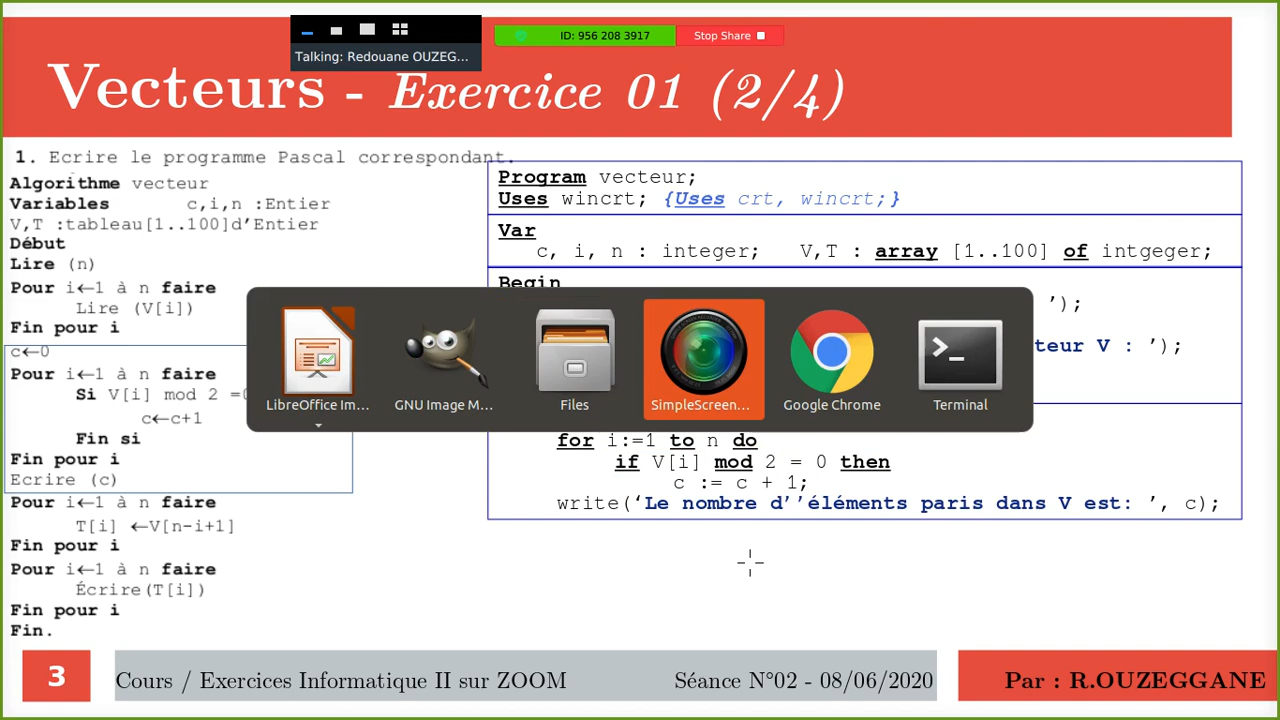 ID: 956 208 3917
Stop Share
Talking: Redouane OUZEG...
Vecteurs - Exercice 01 (2/4)
1. Ecrire le programme Pascal correspondant.
Algorithme vecteur
Variables c,i,n :Entier
V,T :tableau[1..100]d’Entier
Début
Lire (n)
Pour i←1 à n faire
Lire (V[i])
Fin pour i
c←0
Pour i←1 à n faire
Si V[i] mod 2 =0
c←c+1
Fin si
Fin pour i
Ecrire (c)
Pour i←1 à n faire
T[i] ←V[n-i+1]
Fin pour i
Pour i←1 à n faire
Écrire(T[i])
Fin pour i
Fin.
Program vecteur;
Uses wincrt; {Uses crt, wincrt;}
Var
c, i, n : integer; V,T : array [1..100] of intgeger;
Begin
');
teur V : ');
for i:=1 to n do
if V[i] mod 2 = 0 then
c := c + 1;
write(‘Le nombre d’’éléments paris dans V est: ’, c);
LibreOffice Im...
GNU Image M...
Files
SimpleScreen...
Google Chrome
Terminal
3
Cours / Exercices Informatique II sur ZOOM
Séance N°02 - 08/06/2020
Par : R.OUZEGGANE